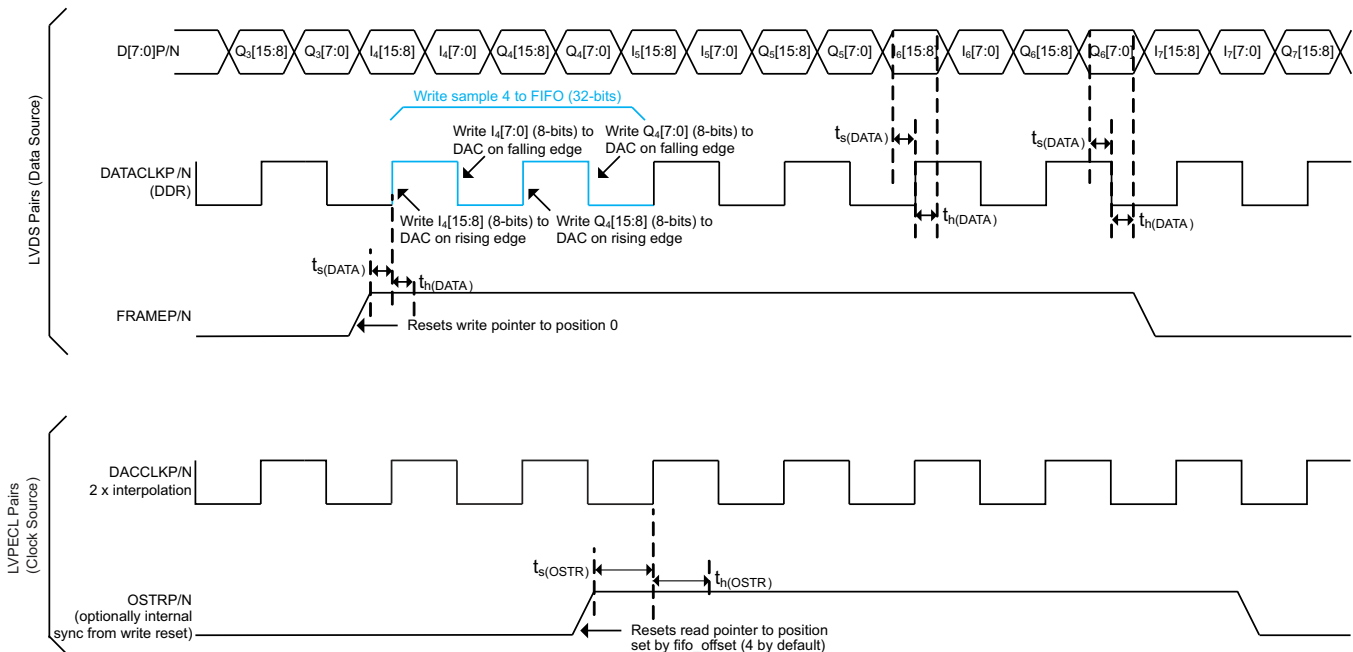 LVDS Pairs (Data Source)
D[7:0]P/N
Q3[15:8] Q3[7:0] I4[15:8] I4[7:0] Q4[15:8] Q4[7:0] I5[15:8] I5[7:0] Q5[15:8] Q5[7:0] I6[15:8] I6[7:0] Q6[15:8] Q6[7:0] I7[15:8] I7[7:0] Q7[15:8]
Write sample 4 to FIFO (32-bits)
Write I4[7:0] (8-bits) to
DAC on falling edge
Write Q4[7:0] (8-bits) to
DAC on falling edge
ts(DATA)
ts(DATA)
DATACLKP/N
(DDR)
Write I4[15:8] (8-bits) to
DAC on rising edge
Write Q4[15:8] (8-bits) to
DAC on rising edge
th(DATA)
th(DATA)
ts(DATA)
th(DATA)
FRAMEP/N
Resets write pointer to position 0
LVPECL Pairs
(Clock Source)
DACCLKP/N
2 x interpolation
ts(OSTR)
th(OSTR)
OSTRP/N
(optionally internal
sync from write reset)
Resets read pointer to position
set by fifo_offset (4 by default)